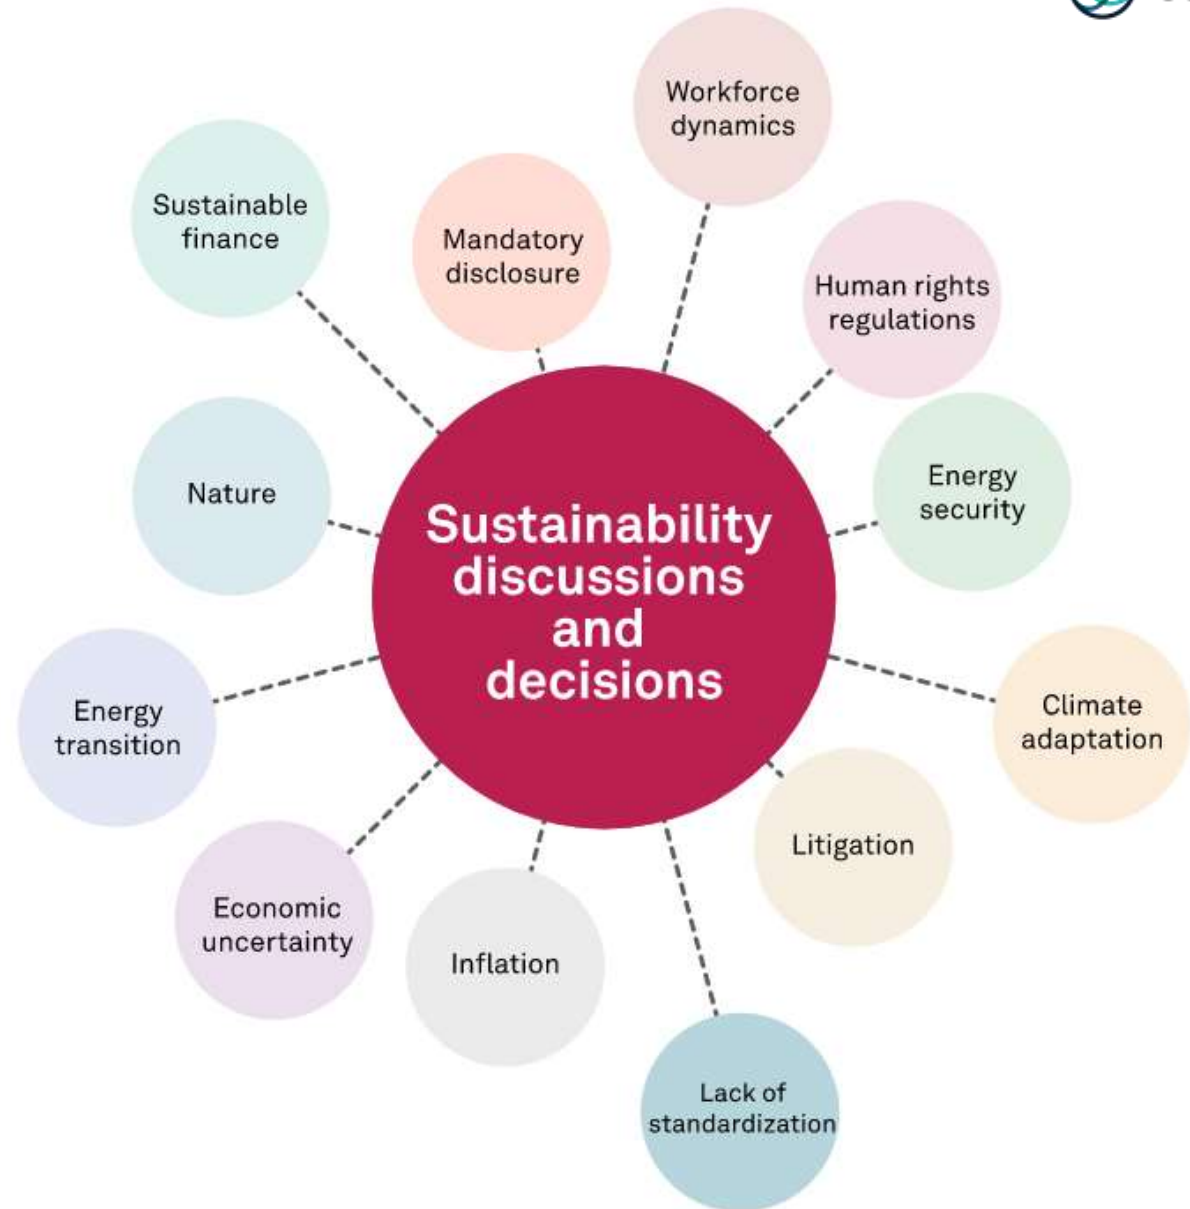 Workforce
dynamics
Sustainable
finance
Mandatory
disclosure
Human rights
regulations
Nature
Energy
security
Sustainability
discussions
and
decisions
Energy
transition
Climate
adaptation
Litigation
Economic
uncertainty
Inflation
Lack of
standardization